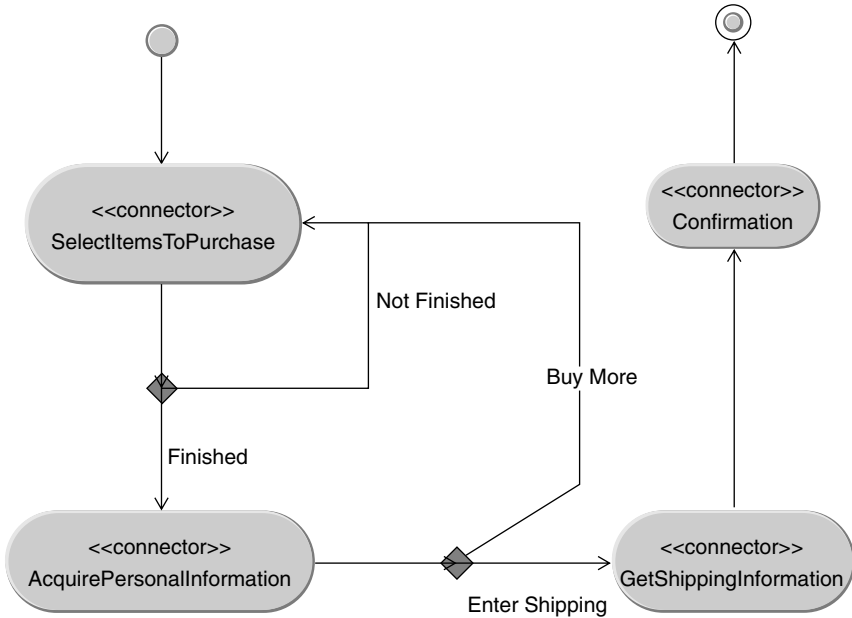 <<connector>>
SelectItemsToPurchase
<<connector>>
Confirmation
Not Finished
Buy More
Finished
<<connector>>
AcquirePersonalInformation
<<connector>>
GetShippingInformation
Enter Shipping